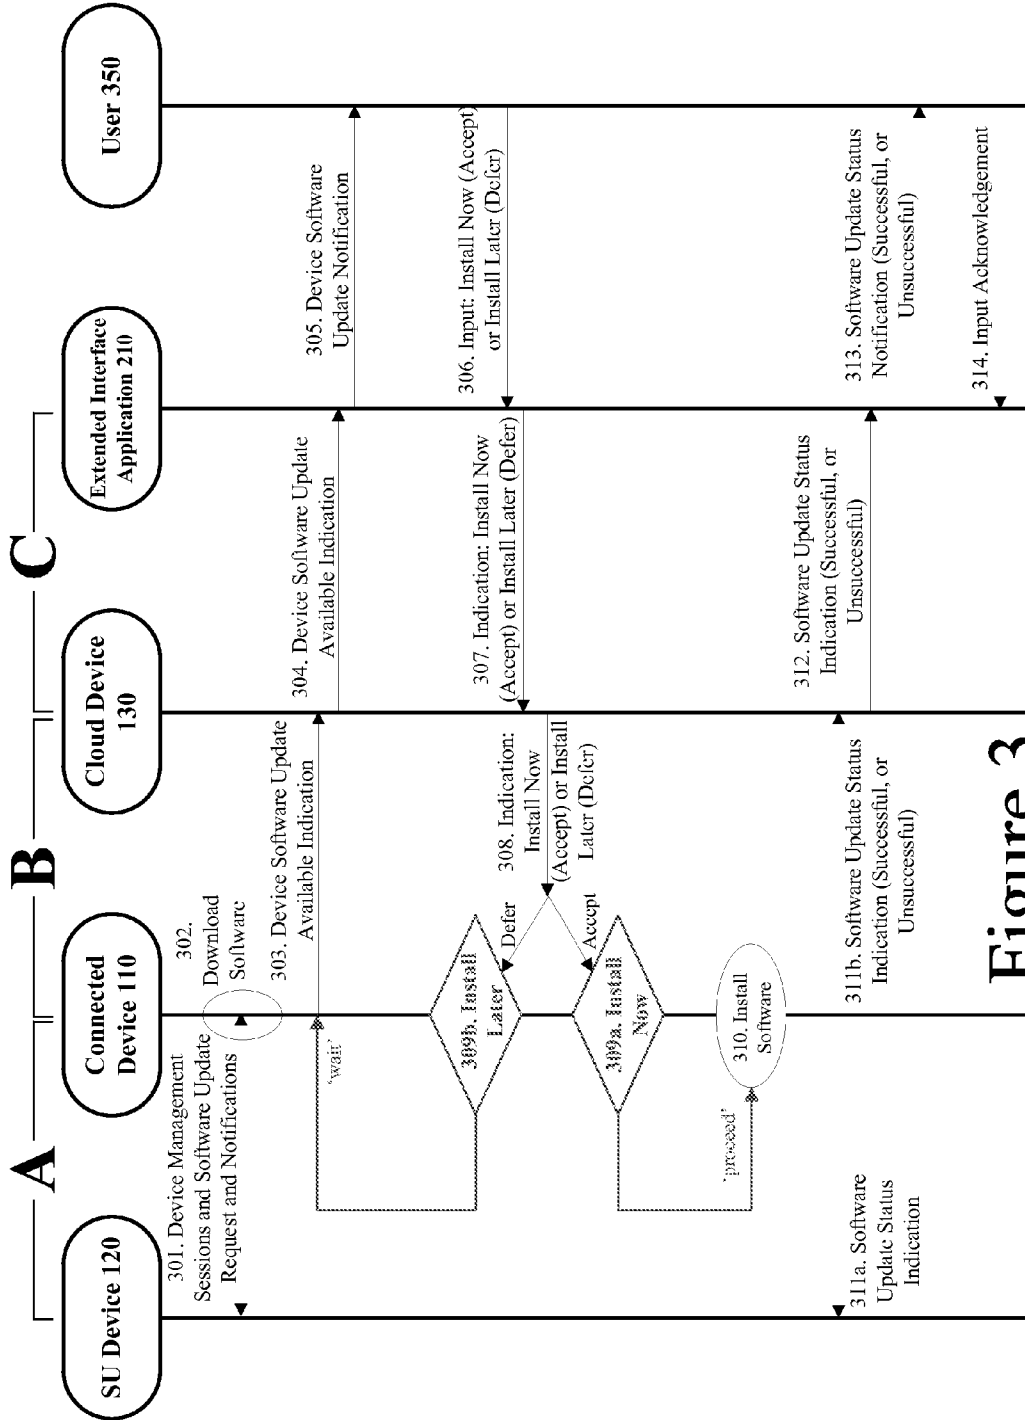 A
B
C
SU Device 120
Connected
Device 110
Cloud Device
130
Extended Interface
Application 210
User 350
301. Device Management
Sessions and Software Update
Request and Notifications
302.
Download
Software
303. Device Software Update
Available Indication
304. Device Software Update
Available Indication
305. Device Software
Update Notification
306. Input: Install Now (Accept)
or Install Later (Defer)
307. Indication: Install Now
(Accept) or Install Later (Defer)
308. Indication:
Install Now
(Accept) or Install
Later (Defer)
'wait'
Defer
309b. Install
Later
Accept
309a. Install
Now
'proceed'
310. Install
Software
311a. Software
Update Status
Indication
311b. Software Update Status
Indication (Successful, or
Unsuccessful)
312. Software Update Status
Indication (Successful, or
Unsuccessful)
313. Software Update Status
Notification (Successful, or
Unsuccessful)
314. Input Acknowledgement
Figure 3